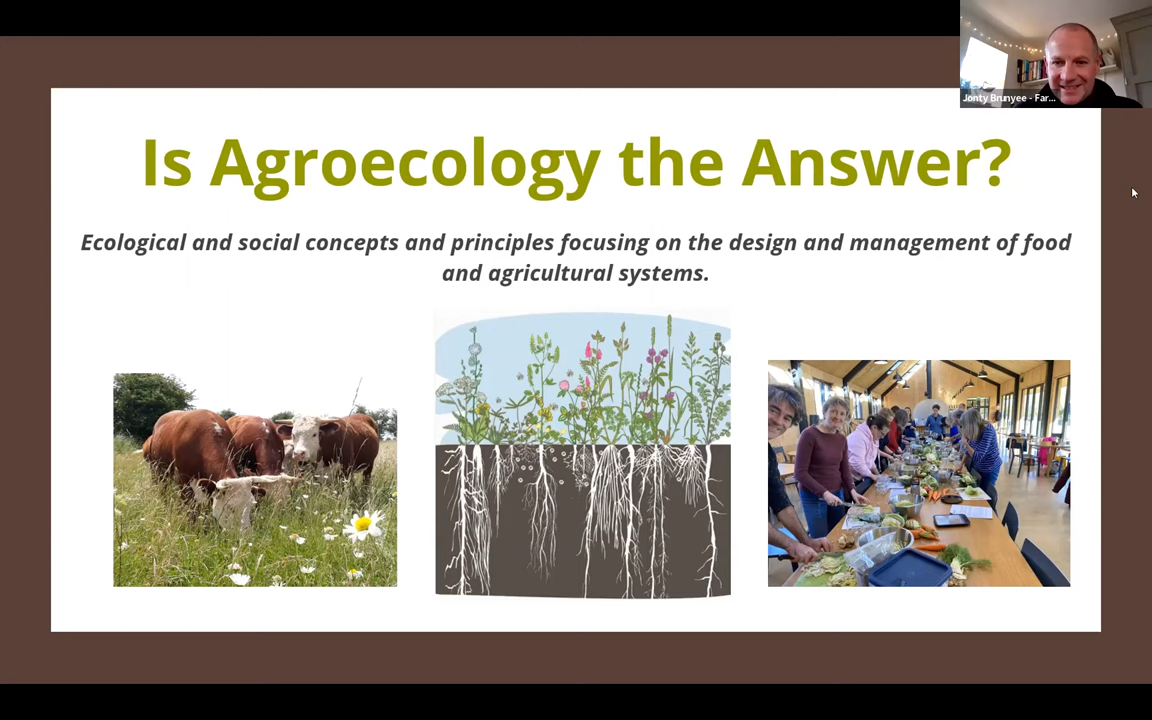 Jonty Brunyee - Far...
Is Agroecology the Answer?
Ecological and social concepts and principles focusing on the design and management of food
and agricultural systems.